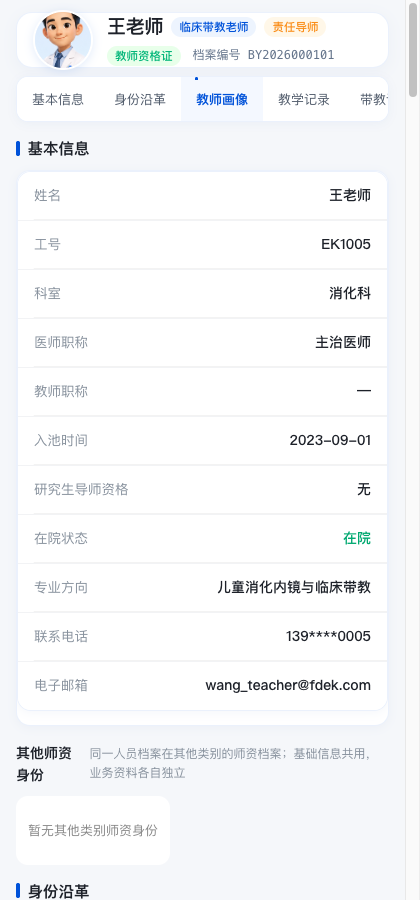 王老师 临床带教老师 责任导师
教师资格证 档案编号 BY2026000101
基本信息 身份沿革 教师画像 教学记录 带教
基本信息
姓名 王老师
工号 EK1005
科室 消化科
医师职称 主治医师
教师职称 —
入池时间 2023-09-01
研究生导师资格 无
在院状态 在院
专业方向 儿童消化内镜与临床带教
联系电话 139****0005
电子邮箱 wang_teacher@fdek.com
其他师资身份
同一人员档案在其他类别的师资档案；基础信息共用，
业务资料各自独立
暂无其他类别师资身份
身份沿革